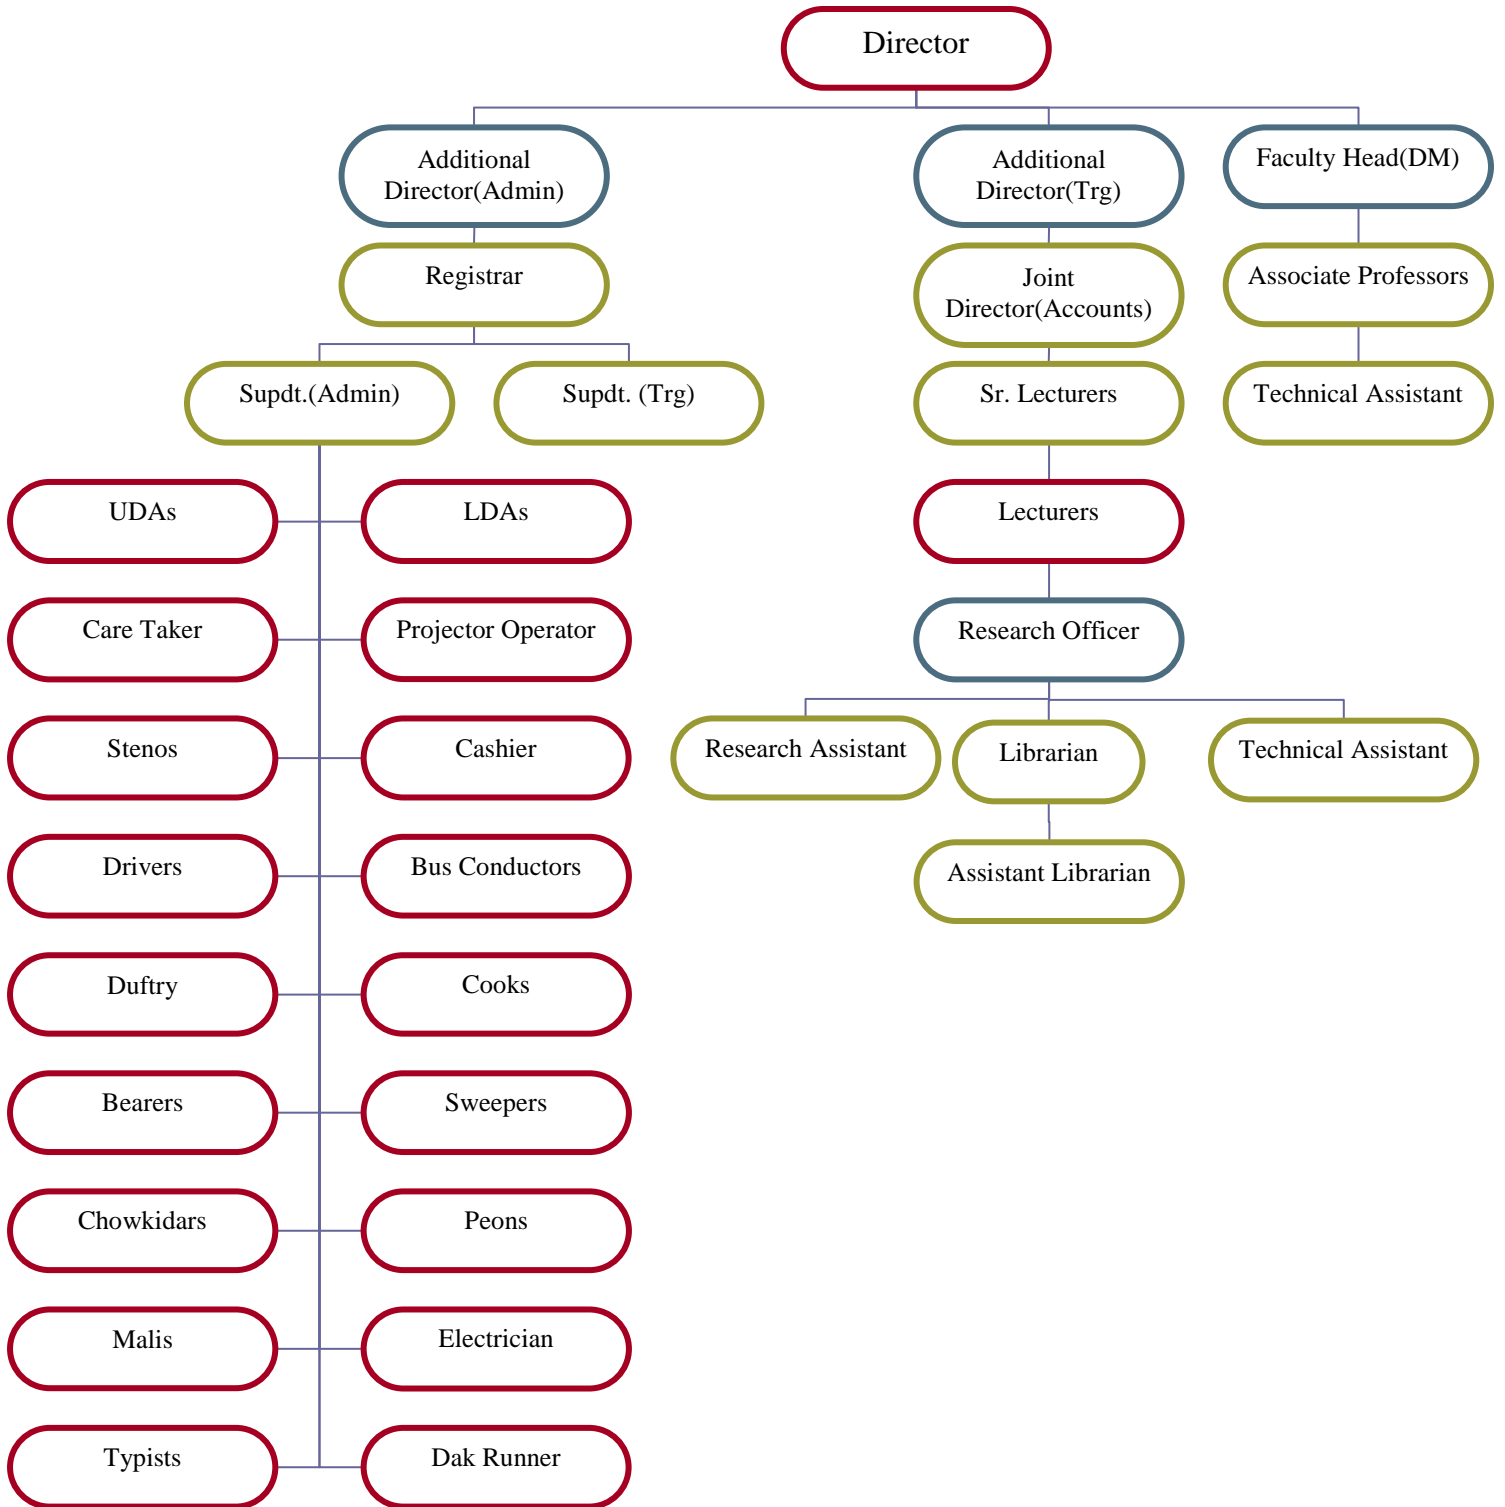 Director
Additional
Director(Admin)
Additional
Director(Trg)
Faculty Head(DM)
Registrar
Joint
Director(Accounts)
Associate Professors
Supdt.(Admin)
Supdt. (Trg)
Sr. Lecturers
Technical Assistant
UDAs
LDAs
Lecturers
Care Taker
Projector Operator
Research Officer
Stenos
Cashier
Research Assistant
Librarian
Technical Assistant
Drivers
Bus Conductors
Assistant Librarian
Duftry
Cooks
Bearers
Sweepers
Chowkidars
Peons
Malis
Electrician
Typists
Dak Runner